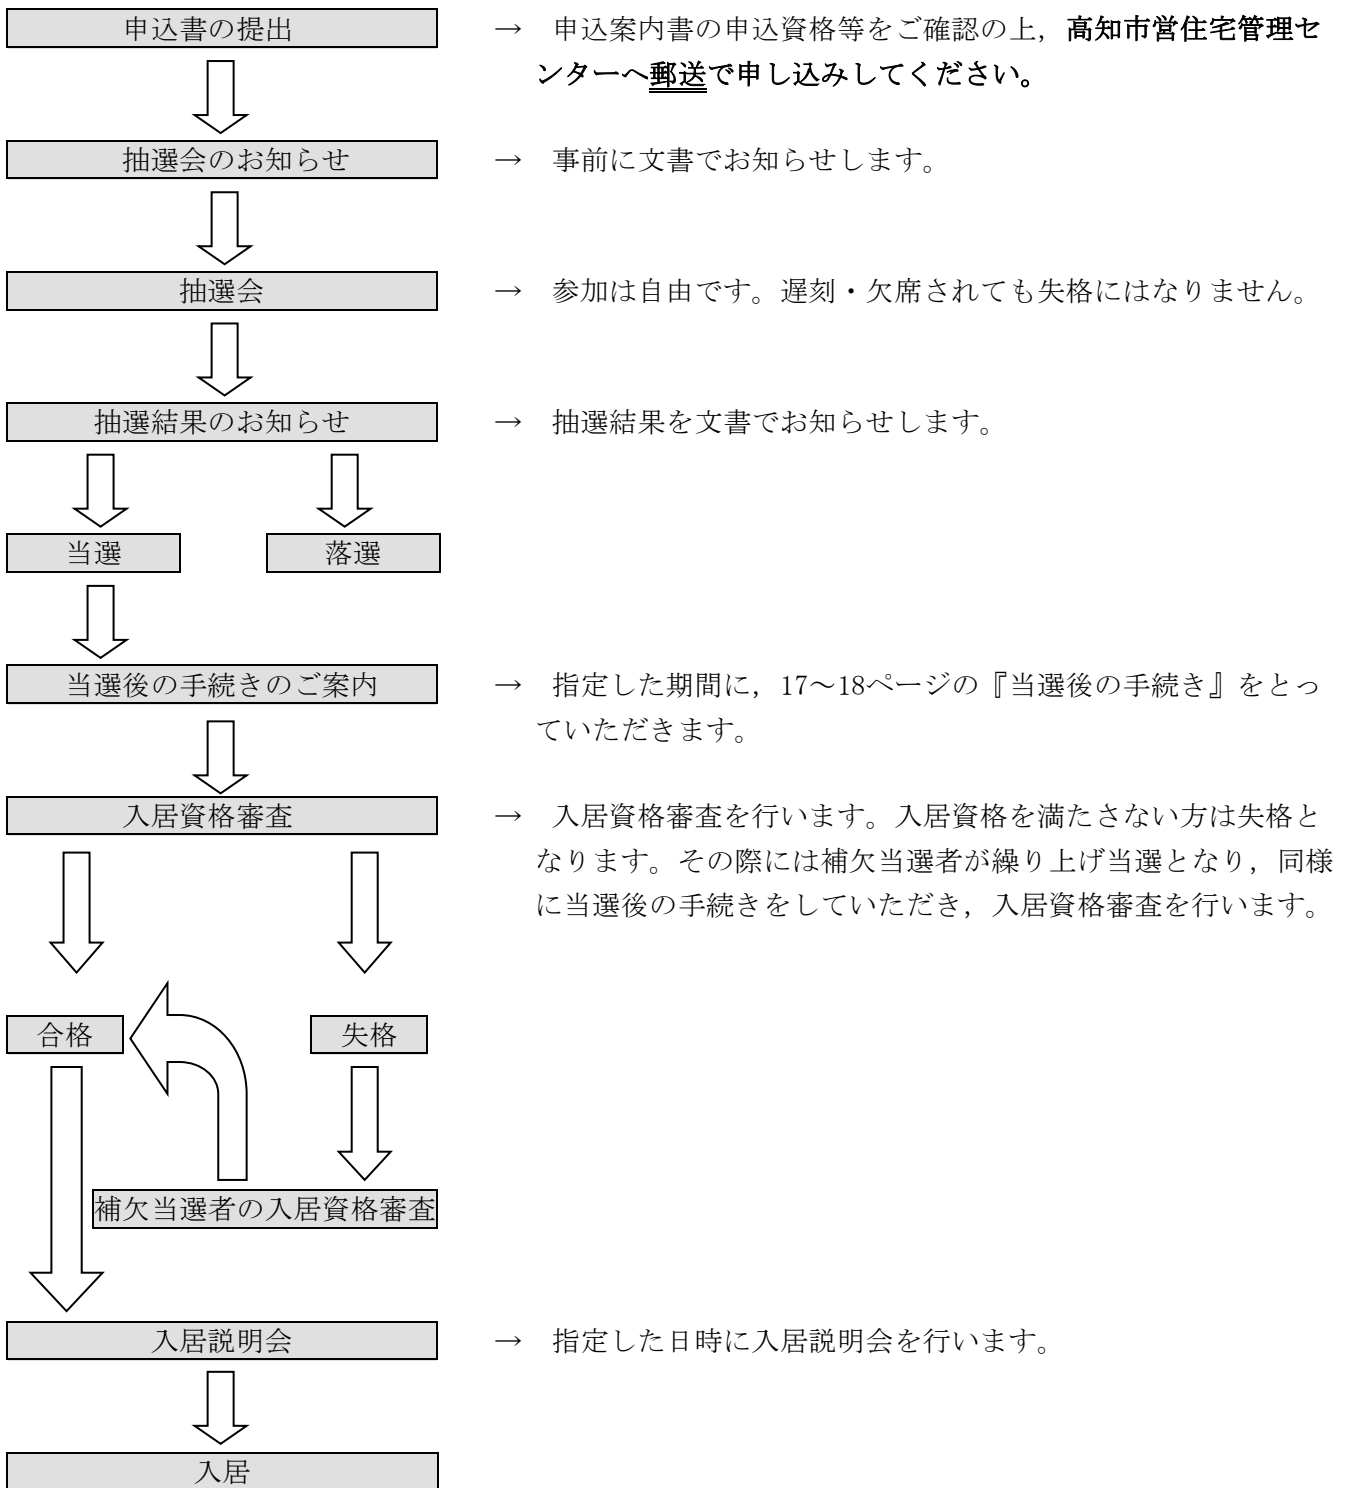 申込書の提出
→　申込案内書の申込資格等をご確認の上，高知市営住宅管理セ
ンターへ郵送で申し込みしてください。
抽選会のお知らせ
→　事前に文書でお知らせします。
抽選会
→　参加は自由です。遅刻・欠席されても失格にはなりません。
抽選結果のお知らせ
→　抽選結果を文書でお知らせします。
当選
落選
当選後の手続きのご案内
→　指定した期間に，17～18ページの『当選後の手続き』をとっ
ていただきます。
入居資格審査
→　入居資格審査を行います。入居資格を満たさない方は失格と
なります。その際には補欠当選者が繰り上げ当選となり，同様
に当選後の手続きをしていただき，入居資格審査を行います。
合格
失格
補欠当選者の入居資格審査
入居説明会
→　指定した日時に入居説明会を行います。
入居